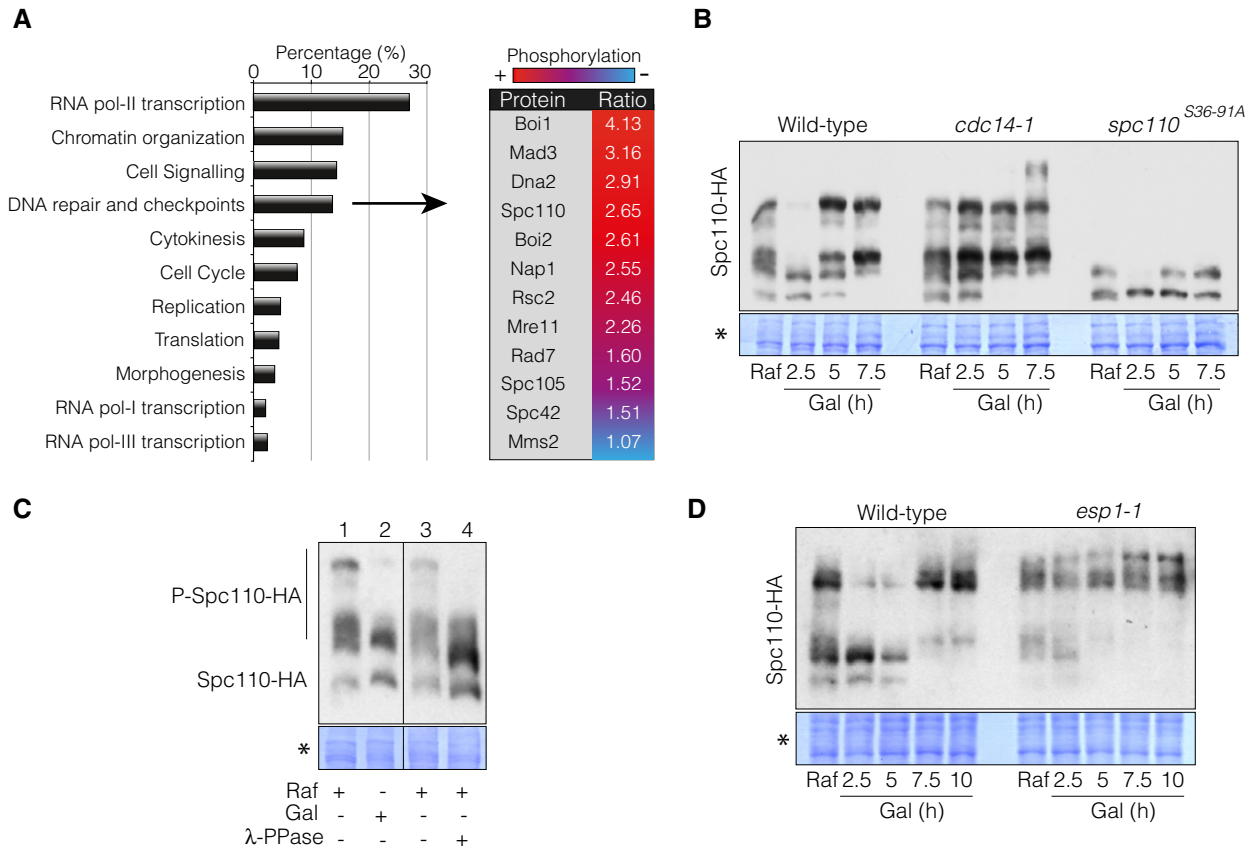 A
Percentage (%)
0 10 20 30
RNA pol-II transcription
Chromatin organization
Cell Signalling
DNA repair and checkpoints
Cytokinesis
Cell Cycle
Replication
Translation
Morphogenesis
RNA pol-I transcription
RNA pol-III transcription
Phosphorylation
+ -
Protein Ratio
Boi1 4.13
Mad3 3.16
Dna2 2.91
Spc110 2.65
Boi2 2.61
Nap1 2.55
Rsc2 2.46
Mre11 2.26
Rad7 1.60
Spc105 1.52
Spc42 1.51
Mms2 1.07
B
Wild-type cdc14-1 spc110 S36-91A
Spc110-HA
*
Raf 2.5 5 7.5 Raf 2.5 5 7.5 Raf 2.5 5 7.5
Gal (h) Gal (h) Gal (h)
C
1 2 3 4
P-Spc110-HA
Spc110-HA
*
Raf + - + +
Gal - + - -
λ-PPase - - - +
D
Wild-type esp1-1
Spc110-HA
*
Raf 2.5 5 7.5 10 Raf 2.5 5 7.5 10
Gal (h) Gal (h)